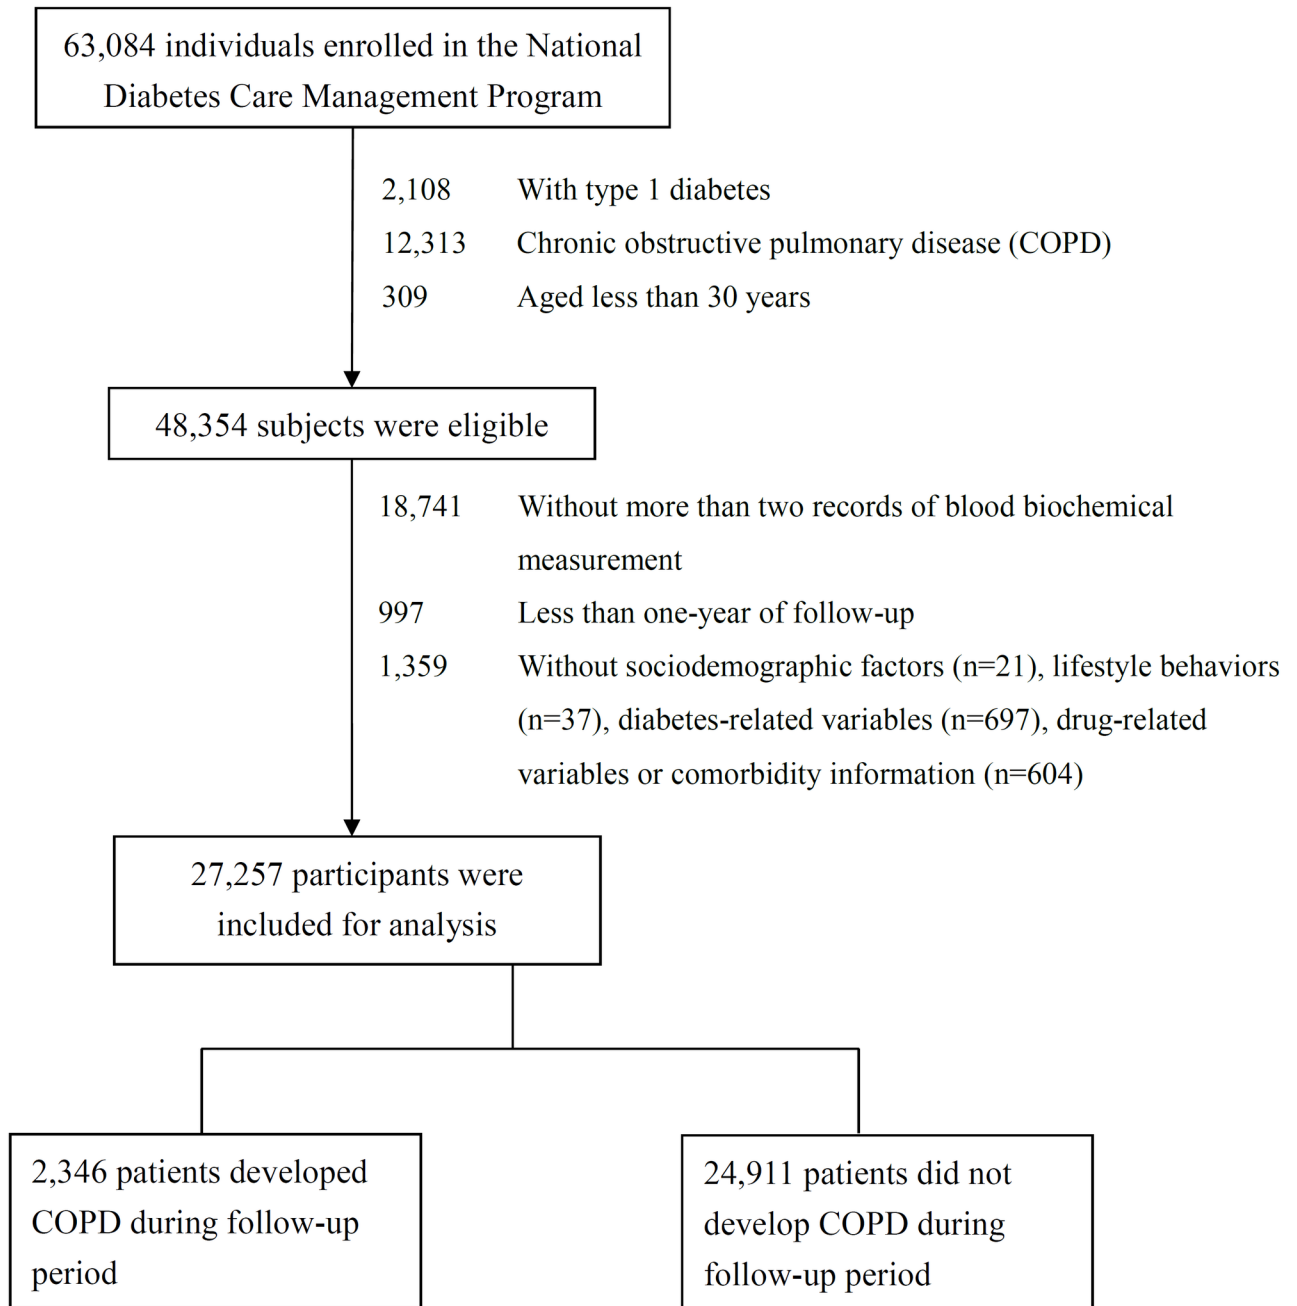 63,084 individuals enrolled in the National
Diabetes Care Management Program
2,108 With type 1 diabetes
12,313 Chronic obstructive pulmonary disease (COPD)
309 Aged less than 30 years
48,354 subjects were eligible
18,741 Without more than two records of blood biochemical
measurement
997 Less than one-year of follow-up
1,359 Without sociodemographic factors (n=21), lifestyle behaviors
(n=37), diabetes-related variables (n=697), drug-related
variables or comorbidity information (n=604)
27,257 participants were
included for analysis
2,346 patients developed
COPD during follow-up
period
24,911 patients did not
develop COPD during
follow-up period